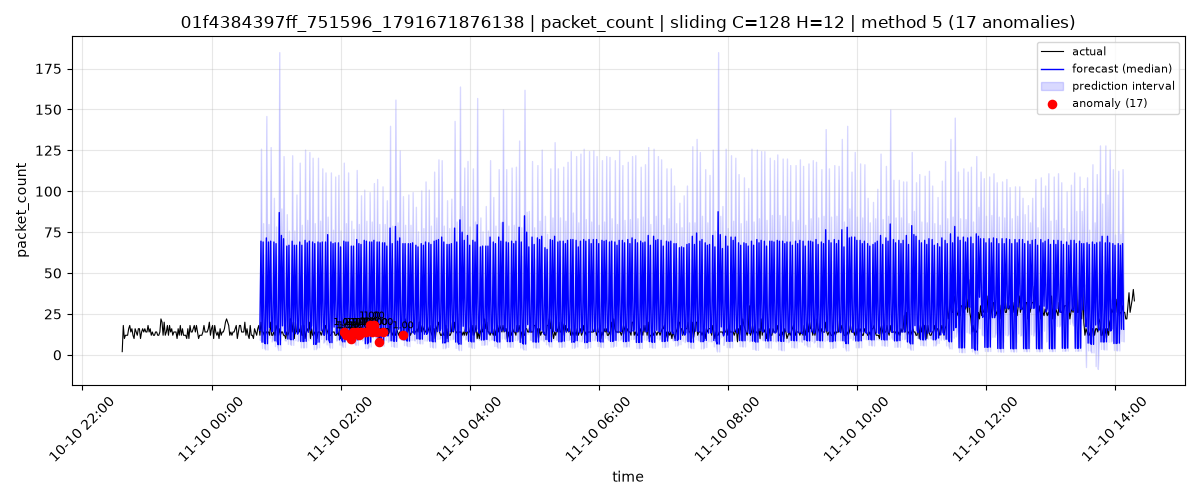 01f4384397ff_751596_1791671876138 | packet_count | sliding C=128 H=12 | method 5 (17 anomalies)
actual
forecast (median)
prediction interval
anomaly (17)
packet_count
175
150
125
100
75
50
25
0
10-10 22:00
11-10 00:00
11-10 02:00
11-10 04:00
11-10 06:00
11-10 08:00
11-10 10:00
11-10 12:00
11-10 14:00
time